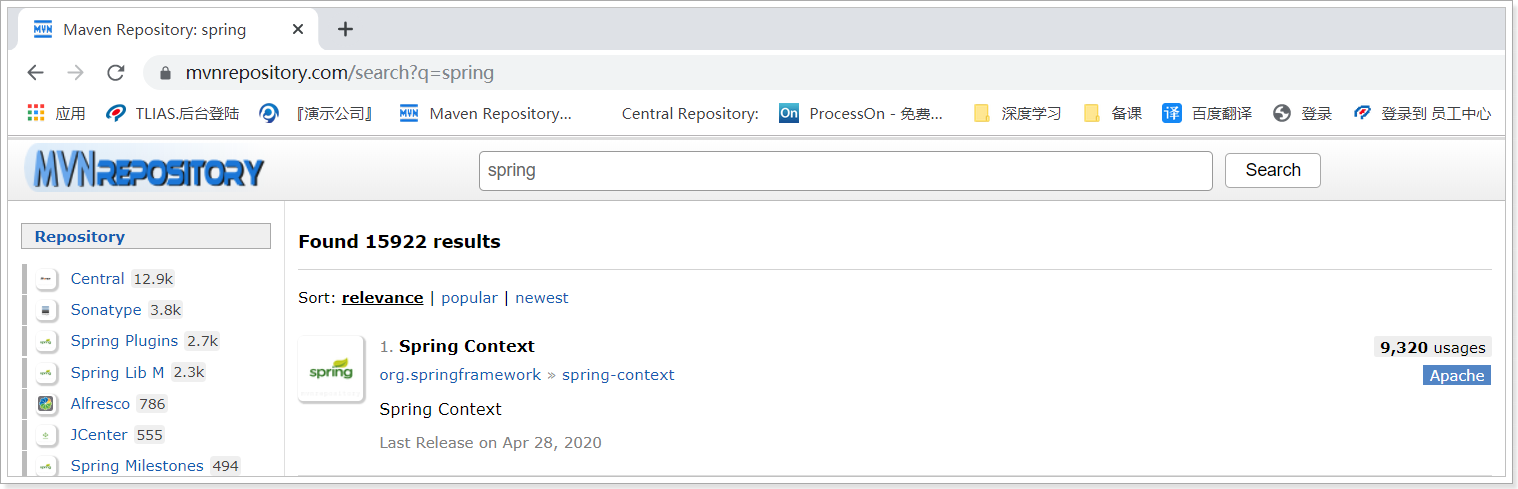 Maven Repository: spring
mvnrepository.com/search?q=spring
应用 TLIAS.后台登陆 『演示公司』 MVN Maven Repository... Central Repository: On ProcessOn - 免费... 深度学习 备课 译 百度翻译 登录 登录到 员工中心
MVNREPOSITORY spring Search
Repository
Central 12.9k
Sonatype 3.8k
Spring Plugins 2.7k
Spring Lib M 2.3k
Alfresco 786
JCenter 555
Spring Milestones 494
Found 15922 results
Sort: relevance | popular | newest
spring
1. Spring Context 9,320 usages
org.springframework » spring-context Apache
Spring Context
Last Release on Apr 28, 2020